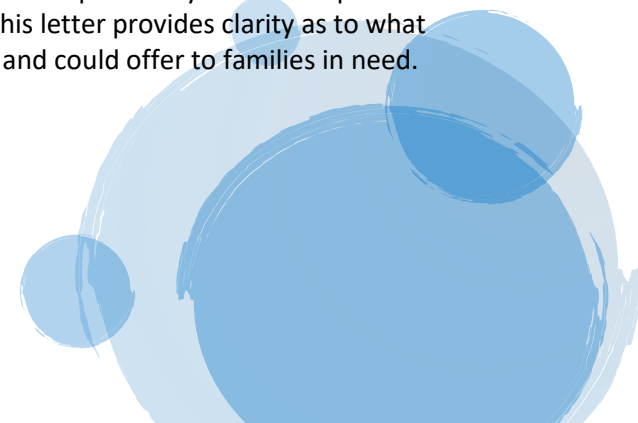 his letter provides clarity as to what
and could offer to families in need.